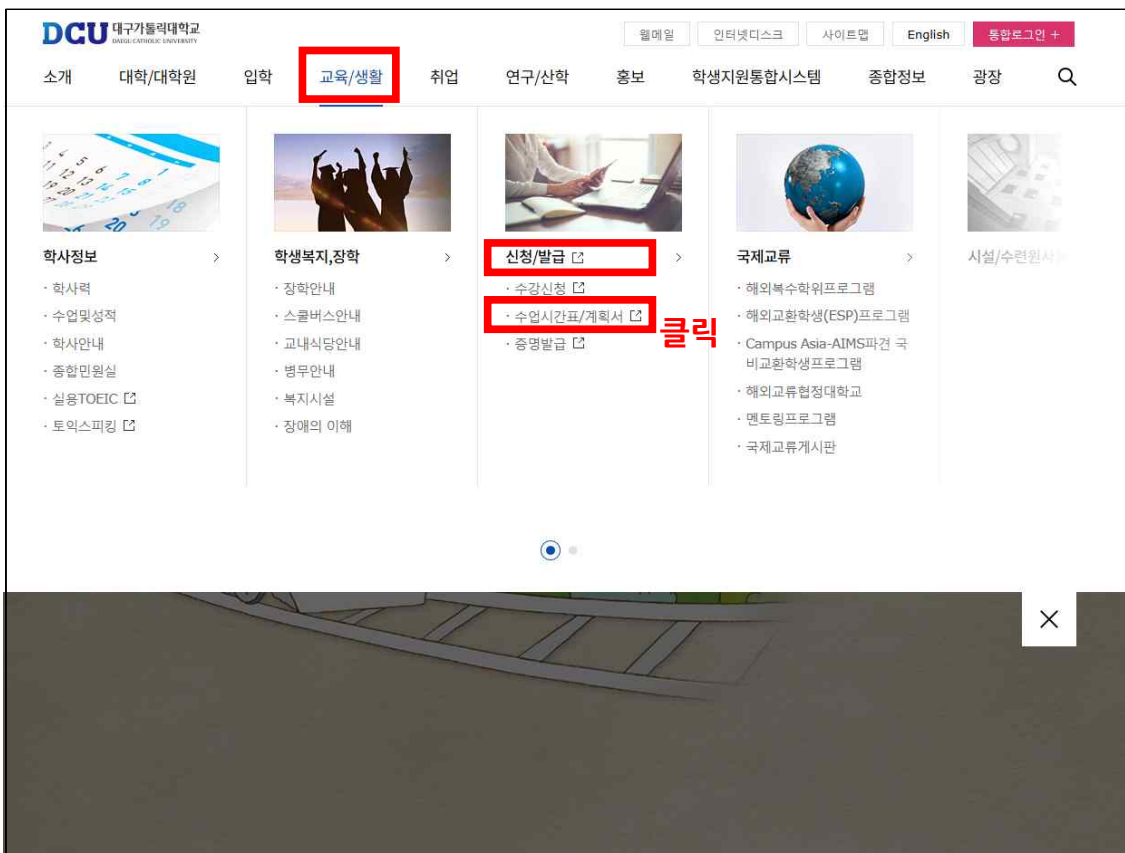 DCU 대구가톨릭대학교
DAEGU CATHOLIC UNIVERSITY
웹메일 인터넷디스크 사이트맵 English 통합로그인 +
소개 대학/대학원 입학 교육/생활 취업 연구/산학 홍보 학생지원통합시스템 종합정보 광장
학사정보
· 학사력
· 수업및성적
· 학사안내
· 종합민원실
· 실용TOEIC
· 토익스피킹
학생복지,장학
· 장학안내
· 스쿨버스안내
· 교내식당안내
· 병무안내
· 복지시설
· 장애의 이해
신청/발급
· 수강신청
· 수업시간표/계획서
클릭
· 증명발급
국제교류
· 해외복수학위프로그램
· 해외교환학생(ESP)프로그램
· Campus Asia-AIMS파견 국
비교환학생프로그램
· 해외교류협정대학교
· 멘토링프로그램
· 국제교류게시판
시설/수련원